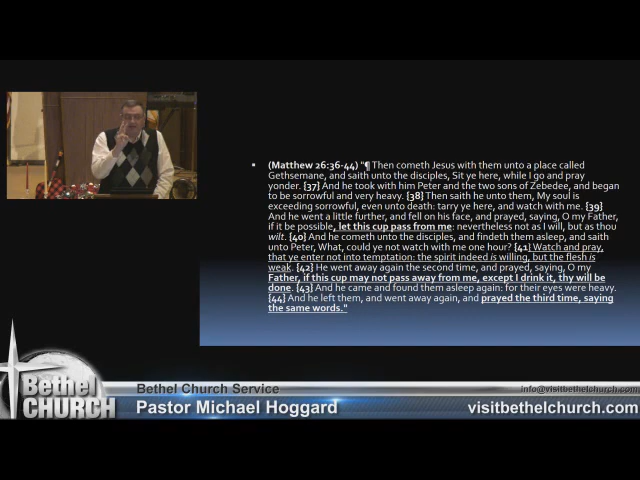 (Matthew 26:36-44) "¶ Then cometh Jesus with them unto a place called
Gethsemane, and saith unto the disciples, Sit ye here, while I go and pray
yonder. {37} And he took with him Peter and the two sons of Zebedee, and began
to be sorrowful and very heavy. {38} Then saith he unto them, My soul is
exceeding sorrowful, even unto death: tarry ye here, and watch with me. {39}
And he went a little further, and fell on his face, and prayed, saying, O my Father,
if it be possible, let this cup pass from me: nevertheless not as I will, but as thou
wilt. {40} And he cometh unto the disciples, and findeth them asleep, and saith
unto Peter, What, could ye not watch with me one hour? {41} Watch and pray,
that ye enter not into temptation: the spirit indeed is willing, but the flesh is
weak. {42} He went away again the second time, and prayed, saying, O my
Father, if this cup may not pass away from me, except I drink it, thy will be
done. {43} And he came and found them asleep again: for their eyes were heavy.
{44} And he left them, and went away again, and prayed the third time, saying
the same words."
Bethel
CHURCH
Bethel Church Service
info@visitbethelchurch.com
Pastor Michael Hoggard
visitbethelchurch.com